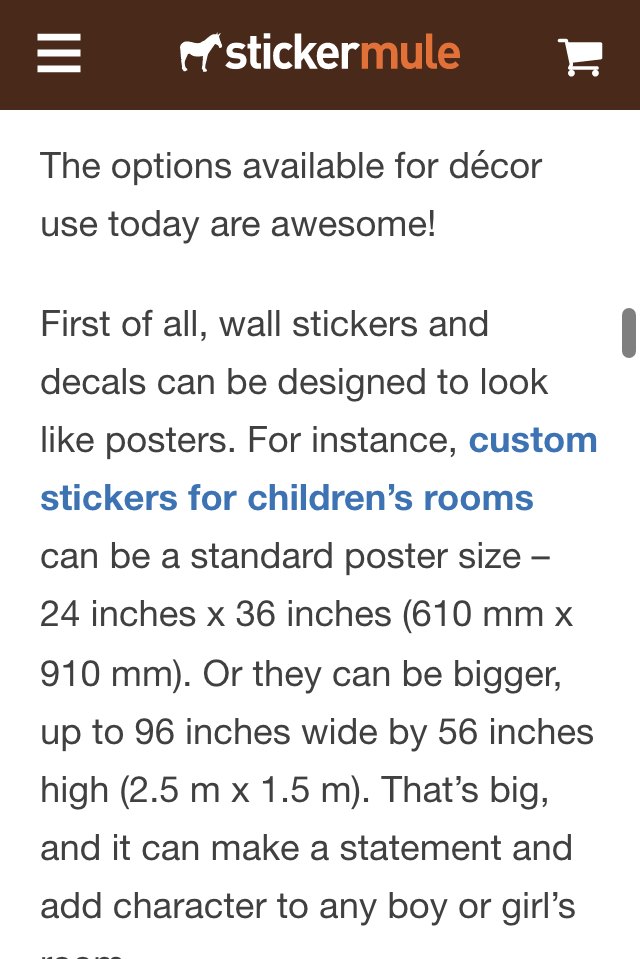 stickermule
The options available for décor
use today are awesome!
First of all, wall stickers and
decals can be designed to look
like posters. For instance, custom
stickers for children’s rooms
can be a standard poster size –
24 inches x 36 inches (610 mm x
910 mm). Or they can be bigger,
up to 96 inches wide by 56 inches
high (2.5 m x 1.5 m). That’s big,
and it can make a statement and
add character to any boy or girl’s